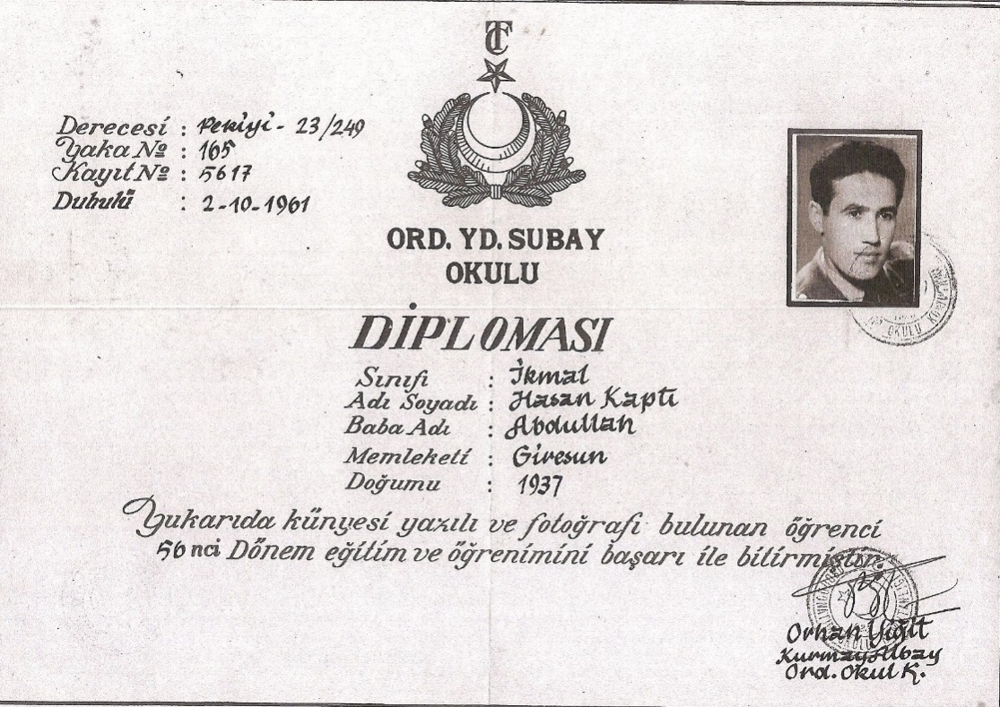 TC
Derecesi : Pekiyi - 23/249
Yaka № : 165
Kayıt № : 5617
Duhulü : 2-10-1961
ORD. YD. SUBAY
OKULU
DİPLOMASI
Sınıfı : İkmal
Adı Soyadı : Hasan Kaptı
Baba Adı : Abdullah
Memleketi : Giresun
Doğumu : 1937
Yukarıda künyesi yazılı ve fotoğrafı bulunan öğrenci
56 nci Dönem eğitim ve öğrenimini başarı ile bitirmiştir.
Orhan Yiğit
Kurmay Albay
Ord. Okul K.
OKULU